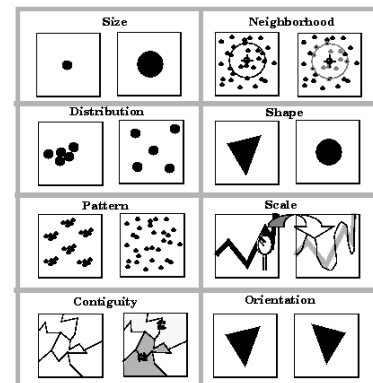 Size
Neighborhood
Distribution
Shape
Pattern
Scale
Contiguity
Orientation